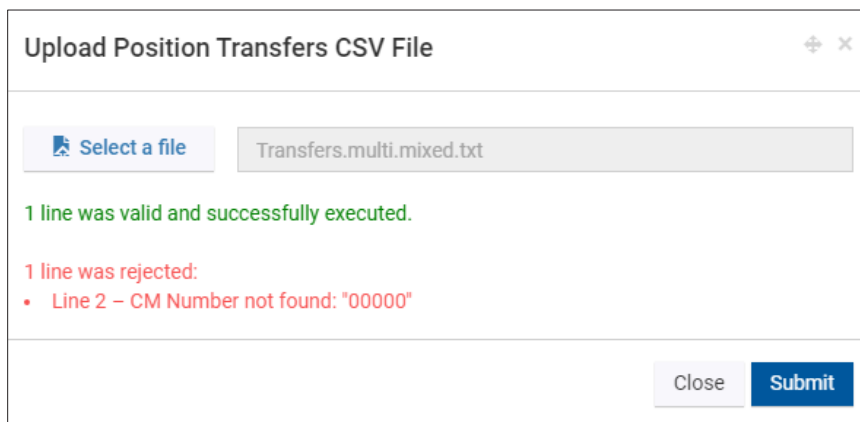 Upload Position Transfers CSV File
Select a file
Transfers.multi.mixed.txt
1 line was valid and successfully executed.
1 line was rejected:
• Line 2 – CM Number not found: "00000"
Close
Submit